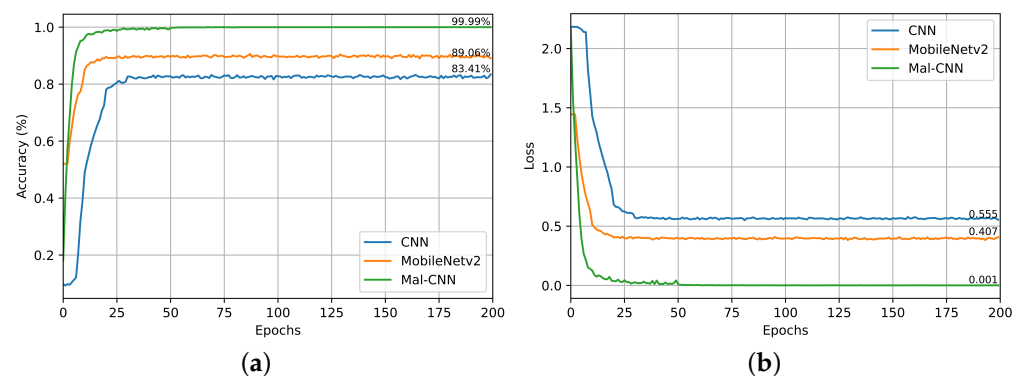 1.0
0.8
0.6
0.4
0.2
Accuracy (%)
99.99%
89.06%
83.41%
CNN
MobileNetv2
Mal-CNN
0 25 50 75 100 125 150 175 200
Epochs
(a)
2.0
1.5
1.0
0.5
0.0
Loss
CNN
MobileNetv2
Mal-CNN
0.555
0.407
0.001
0 25 50 75 100 125 150 175 200
Epochs
(b)